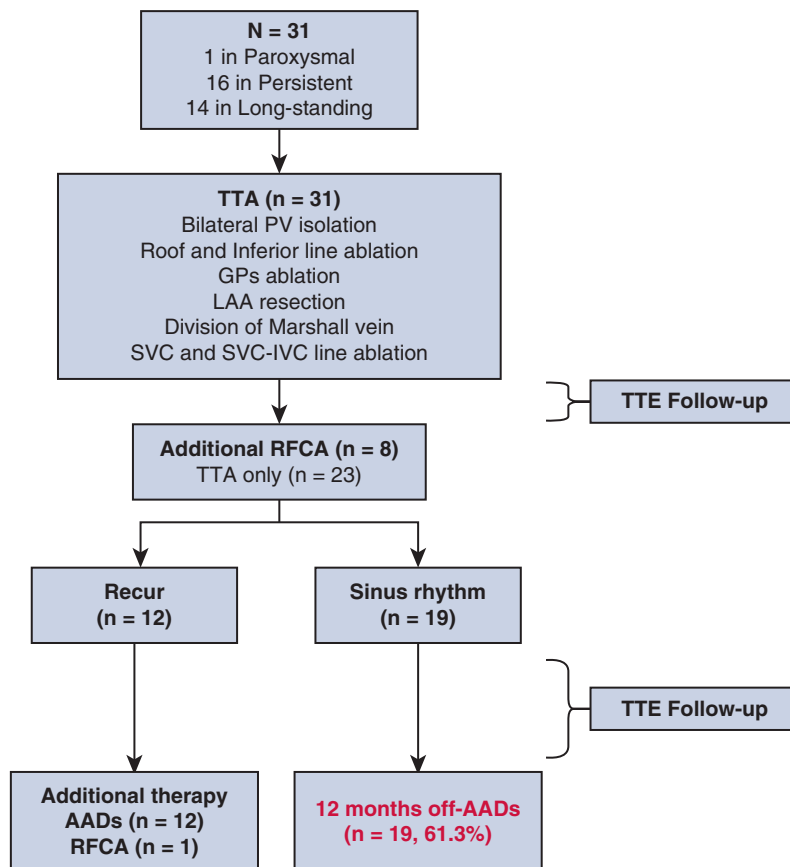 N = 31
1 in Paroxysmal
16 in Persistent
14 in Long-standing
TTA (n = 31)
Bilateral PV isolation
Roof and Inferior line ablation
GPs ablation
LAA resection
Division of Marshall vein
SVC and SVC-IVC line ablation
TTE Follow-up
Additional RFCA (n = 8)
TTA only (n = 23)
Recur
(n = 12)
Sinus rhythm
(n = 19)
TTE Follow-up
Additional therapy
AADs (n = 12)
RFCA (n = 1)
12 months off-AADs
(n = 19, 61.3%)